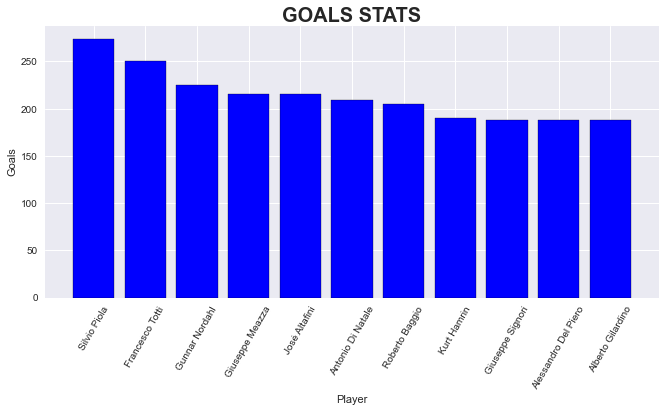 GOALS STATS
Goals
250
200
150
100
50
0
Silvio Piola
Francesco Totti
Gunnar Nordahl
Giuseppe Meazza
José Altafini
Antonio Di Natale
Roberto Baggio
Kurt Hamrin
Giuseppe Signori
Alessandro Del Piero
Alberto Gilardino
Player